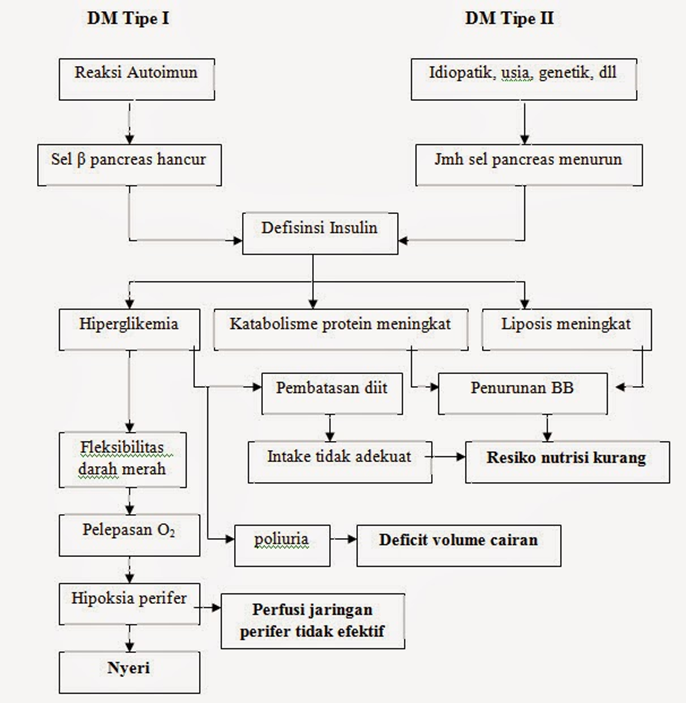 DM Tipe I
DM Tipe II
Reaksi Autoimun
Idiopatik, usia, genetik, dll
Sel β pancreas hancur
Jmh sel pancreas menurun
Defisinsi Insulin
Hiperglikemia
Katabolisme protein meningkat
Liposis meningkat
Pembatasan diit
Penurunan BB
Fleksibilitas
darah merah
Intake tidak adekuat
Resiko nutrisi kurang
Pelepasan O₂
poliuria
Deficit volume cairan
Hipoksia perifer
Perfusi jaringan
perifer tidak efektif
Nyeri